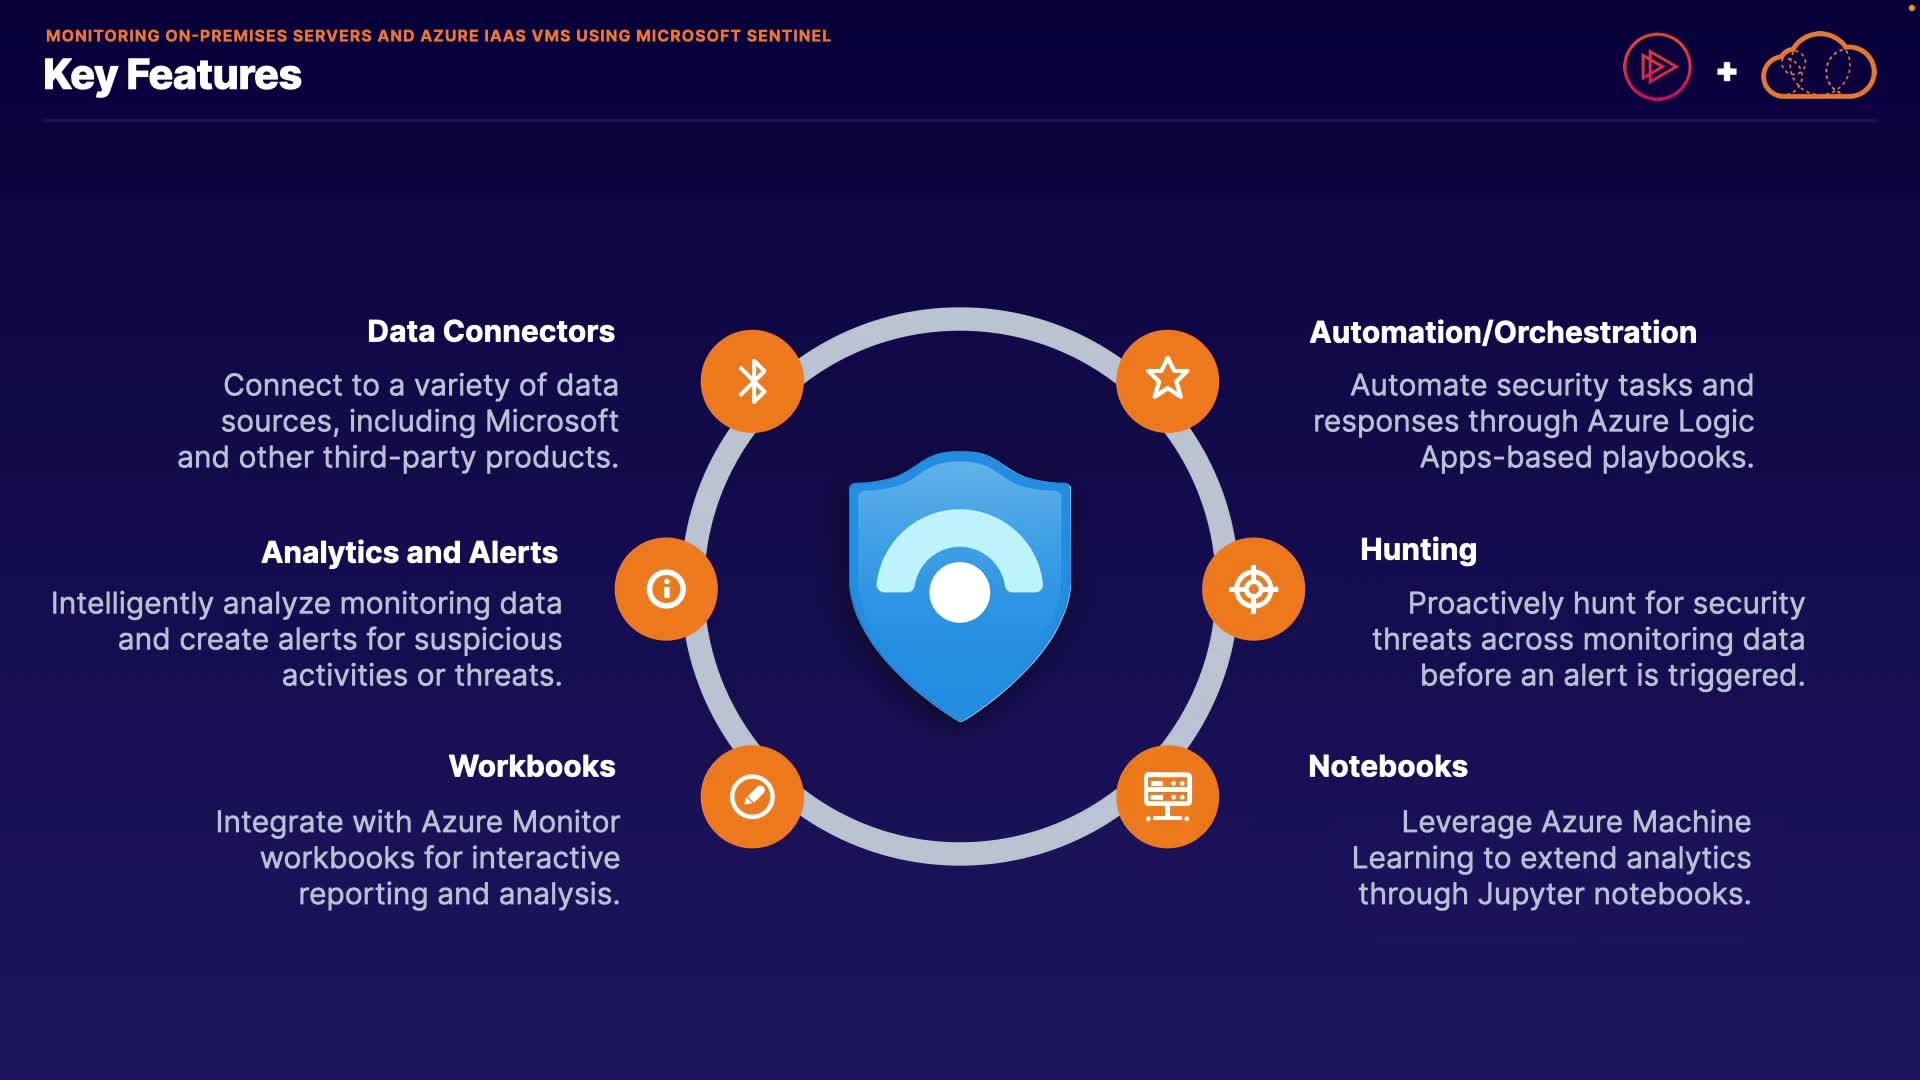 MONITORING ON-PREMISES SERVERS AND AZURE IAAS VMS USING MICROSOFT SENTINEL
Key Features
Data Connectors
Connect to a variety of data
sources, including Microsoft
and other third-party products.
Analytics and Alerts
Intelligently analyze monitoring data
and create alerts for suspicious
activities or threats.
Workbooks
Integrate with Azure Monitor
workbooks for interactive
reporting and analysis.
Automation/Orchestration
Automate security tasks and
responses through Azure Logic
Apps-based playbooks.
Hunting
Proactively hunt for security
threats across monitoring data
before an alert is triggered.
Notebooks
Leverage Azure Machine
Learning to extend analytics
through Jupyter notebooks.